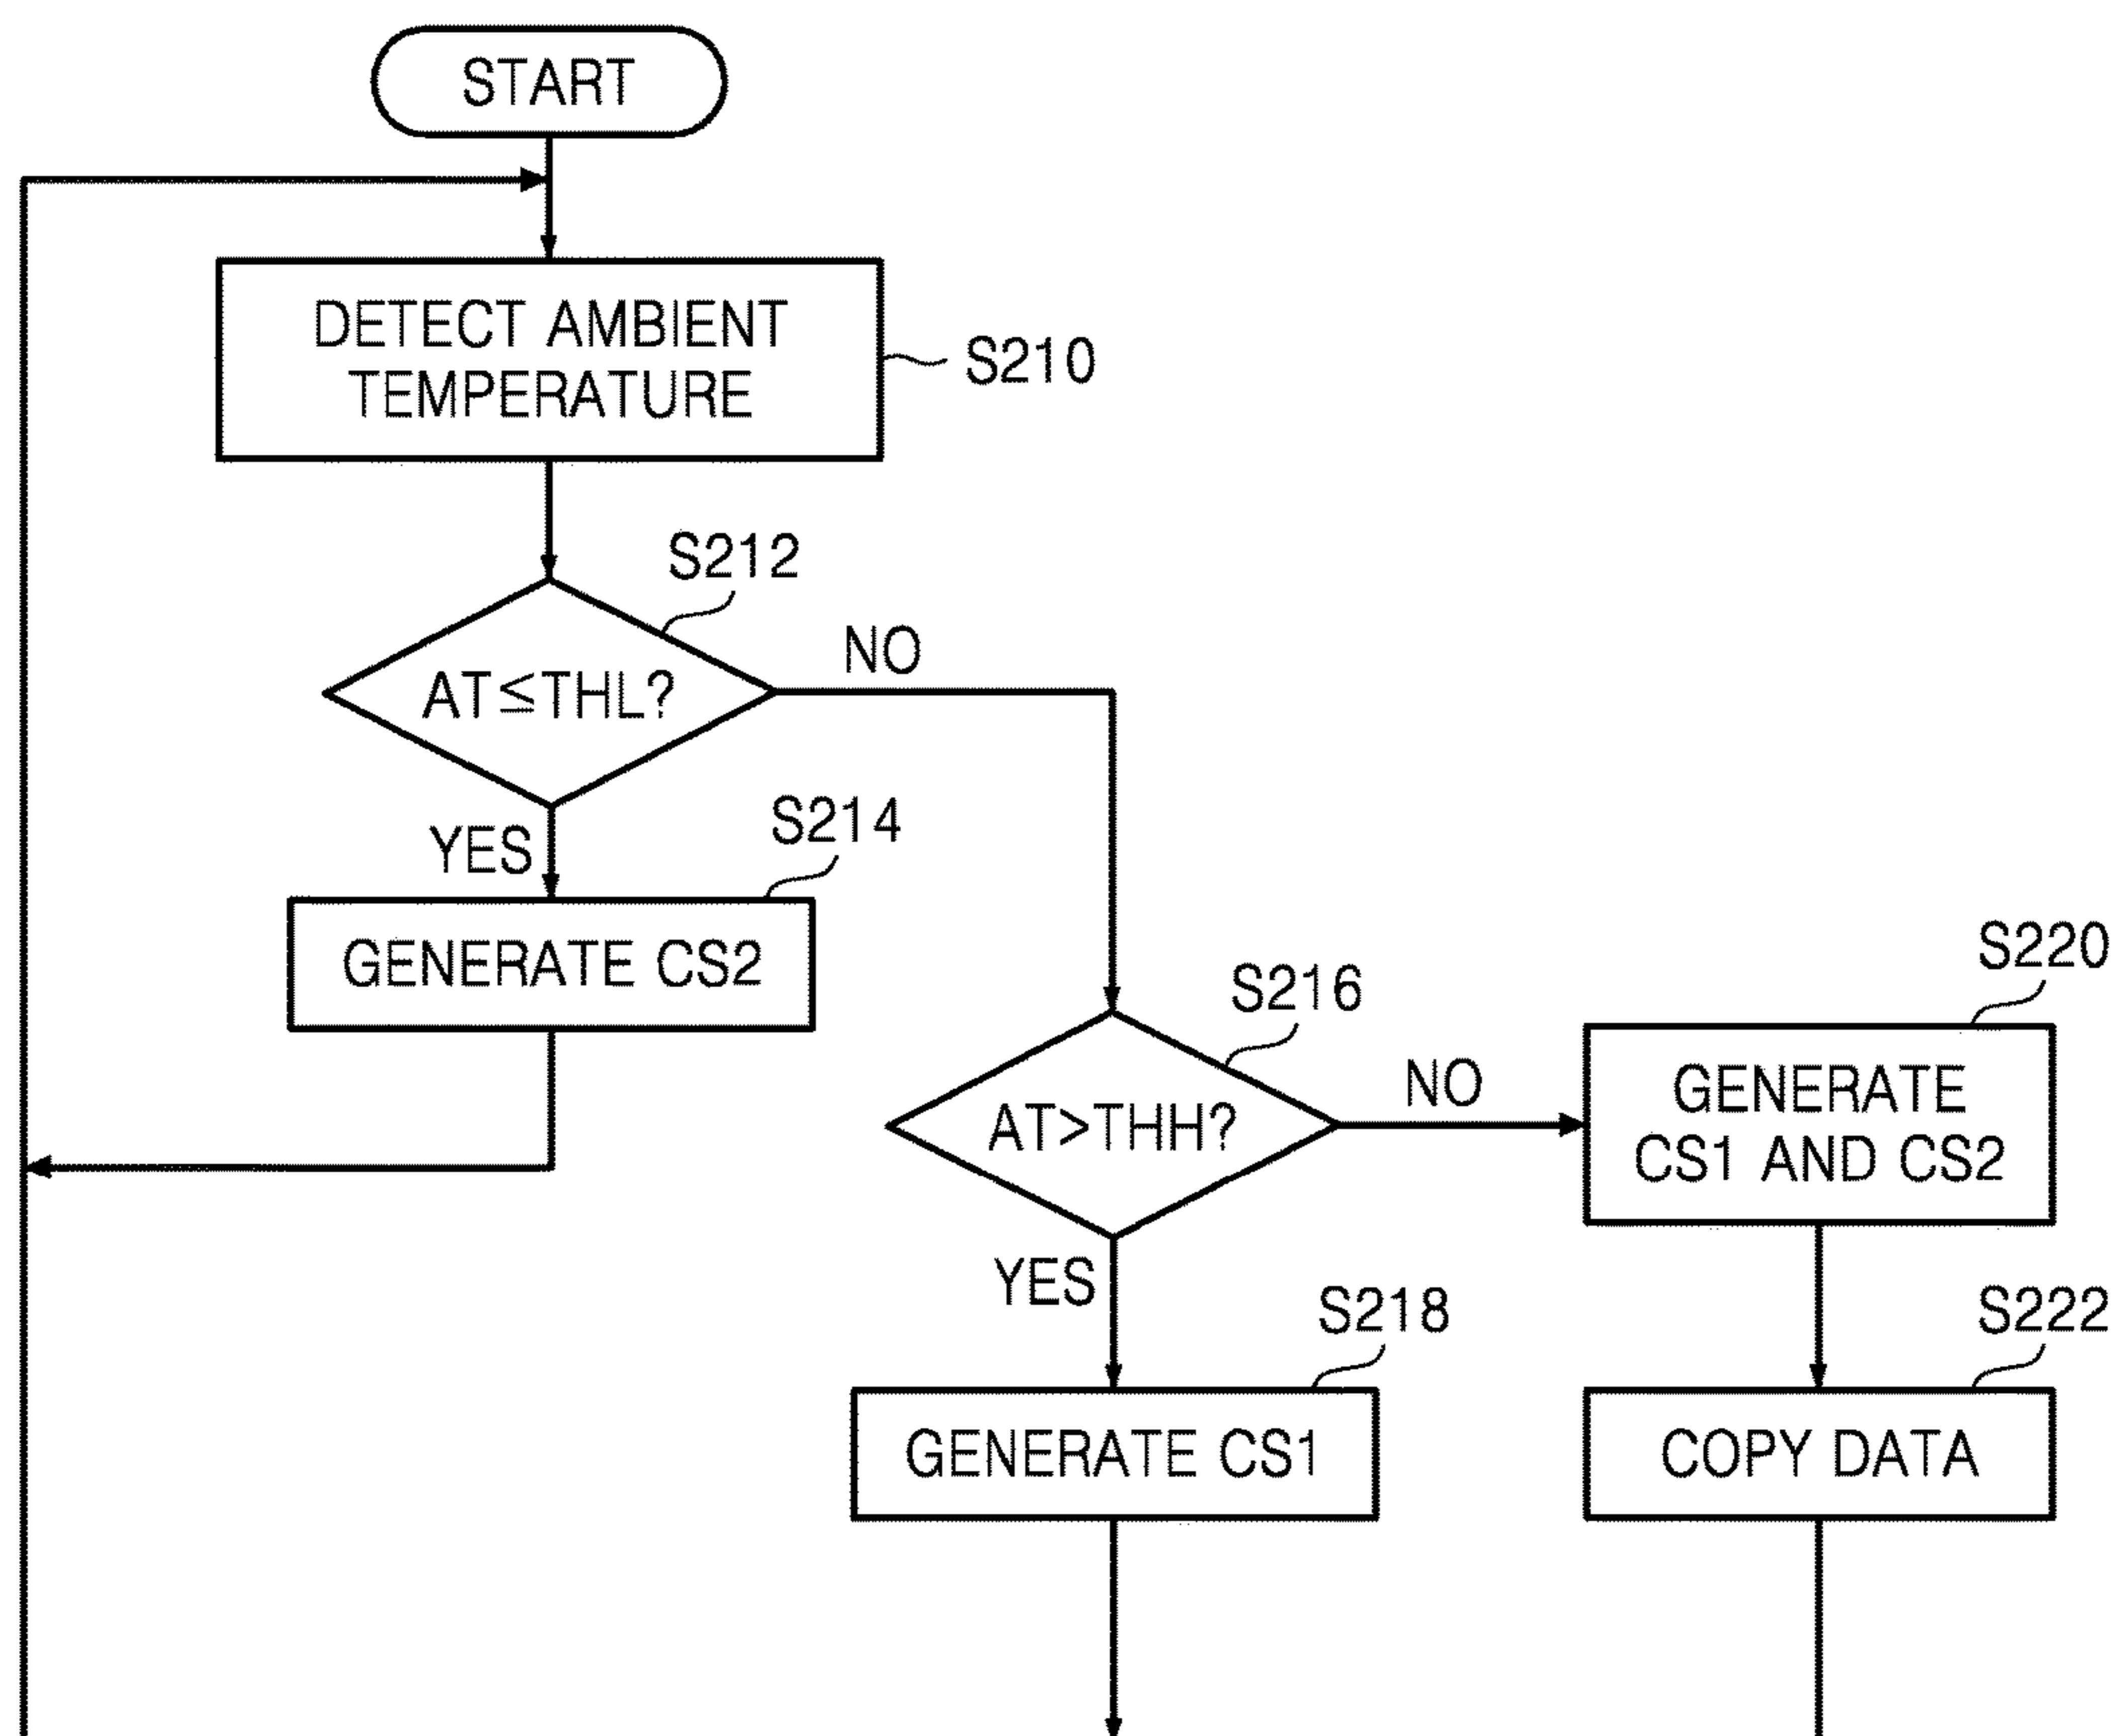 START
DETECT AMBIENT
TEMPERATURE
S210
S212
AT≦THL?
NO
YES
S214
GENERATE CS2
S216
AT>THH?
NO
S220
GENERATE
CS1 AND CS2
YES
S218
GENERATE CS1
S222
COPY DATA